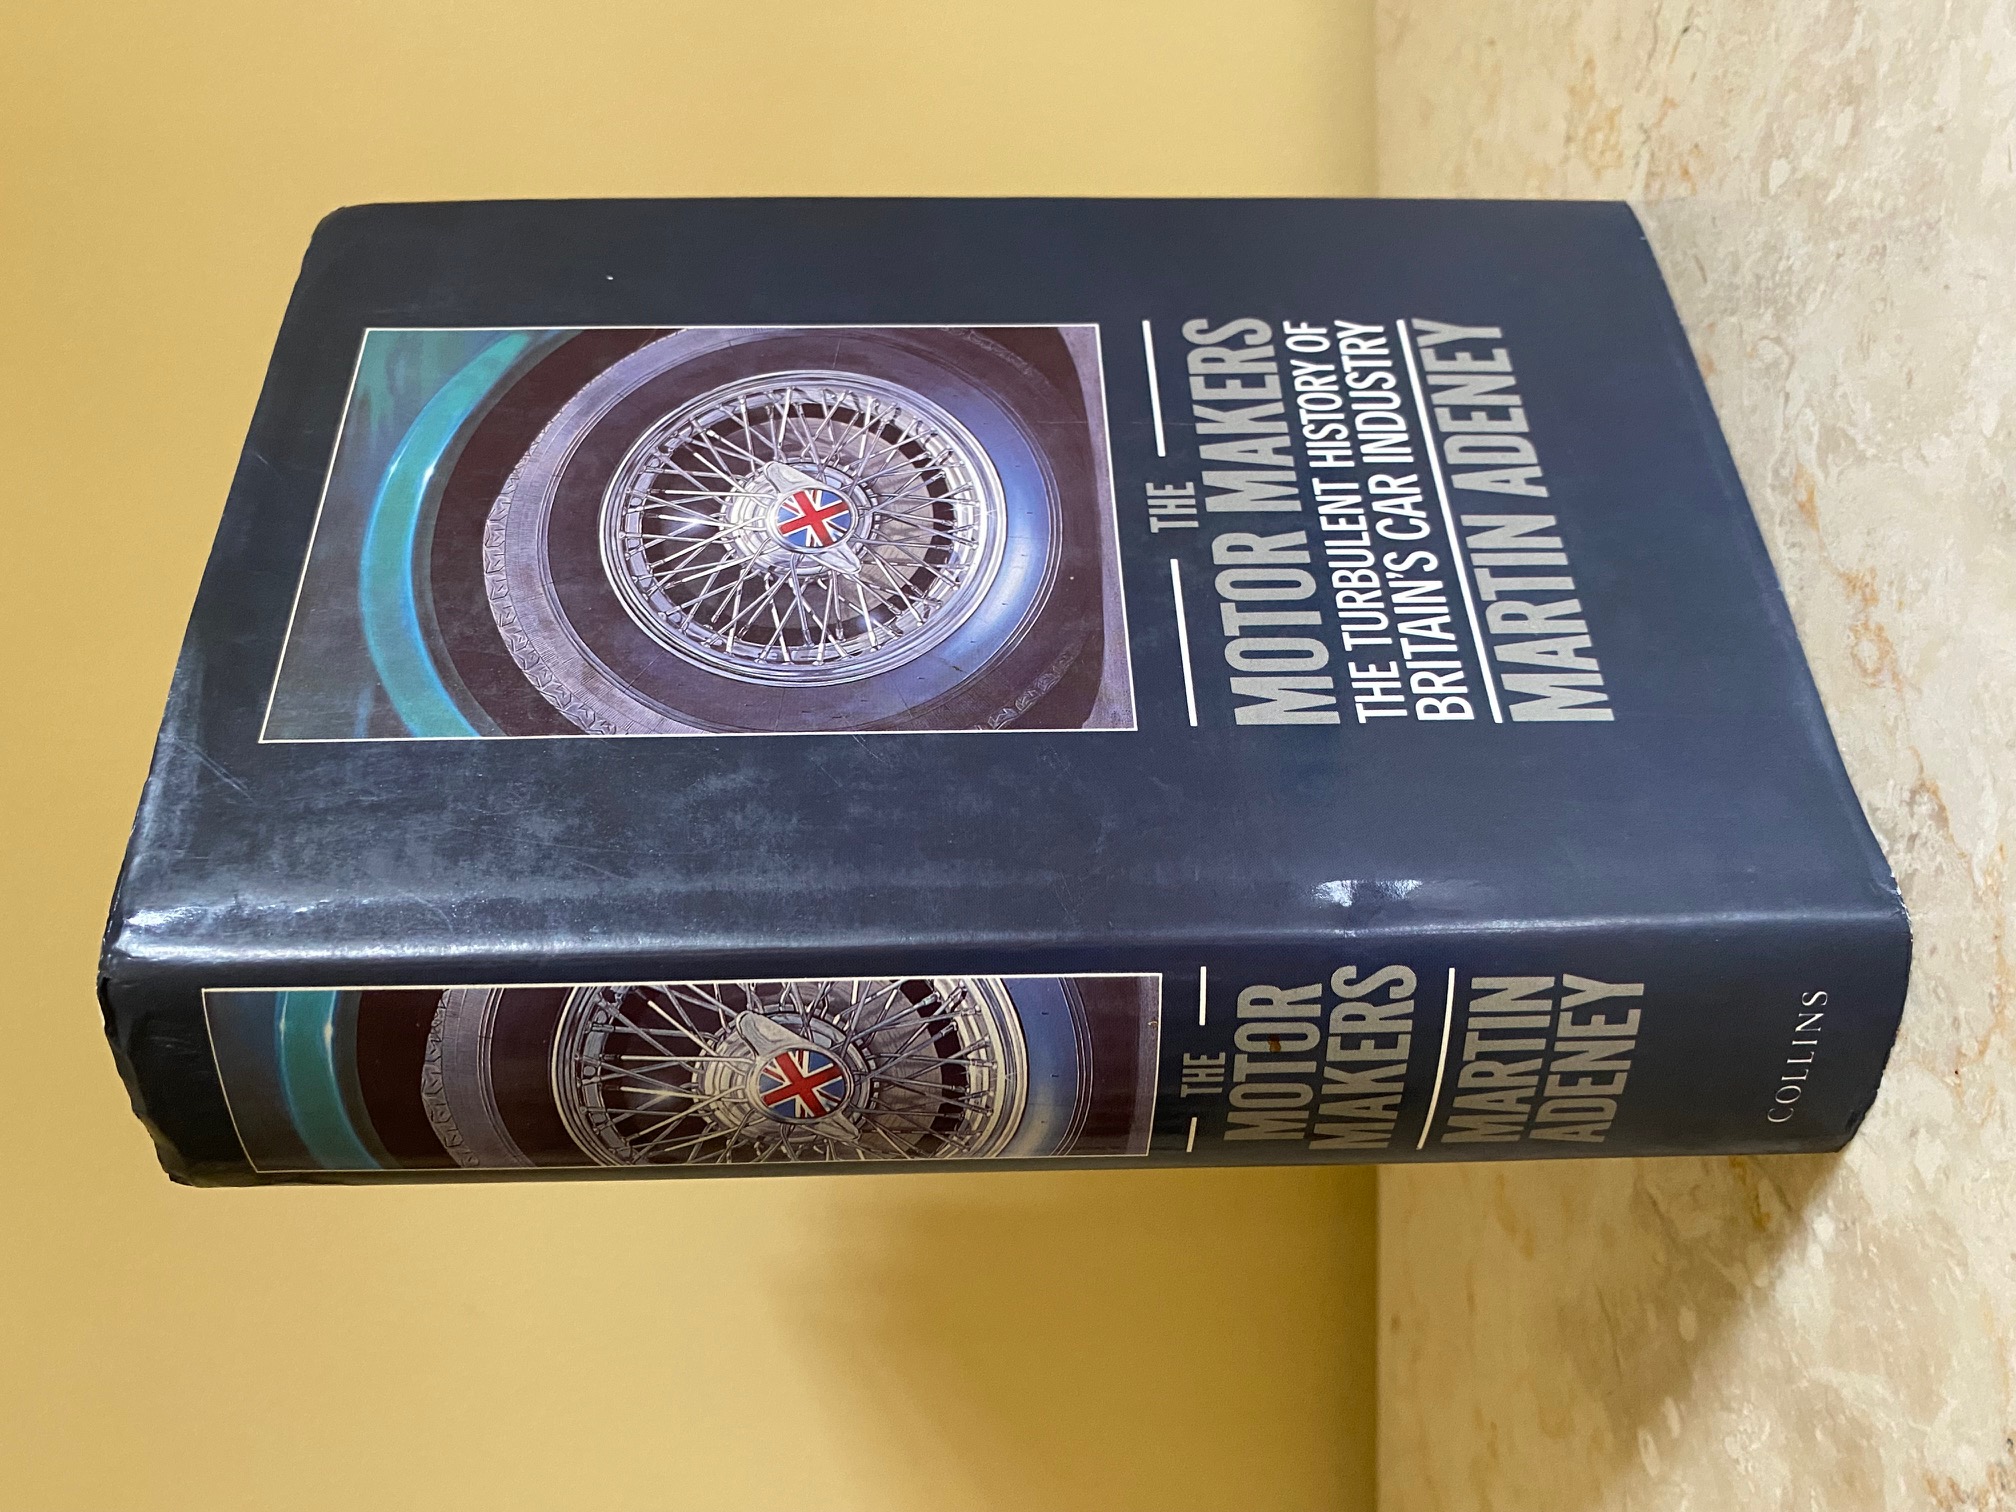 THE
MOTOR MAKERS
THE TURBULENT HISTORY OF
BRITAIN'S CAR INDUSTRY
MARTIN ADENEY
THE
MOTOR
MAKERS
MARTIN
ADENEY
COLLINS